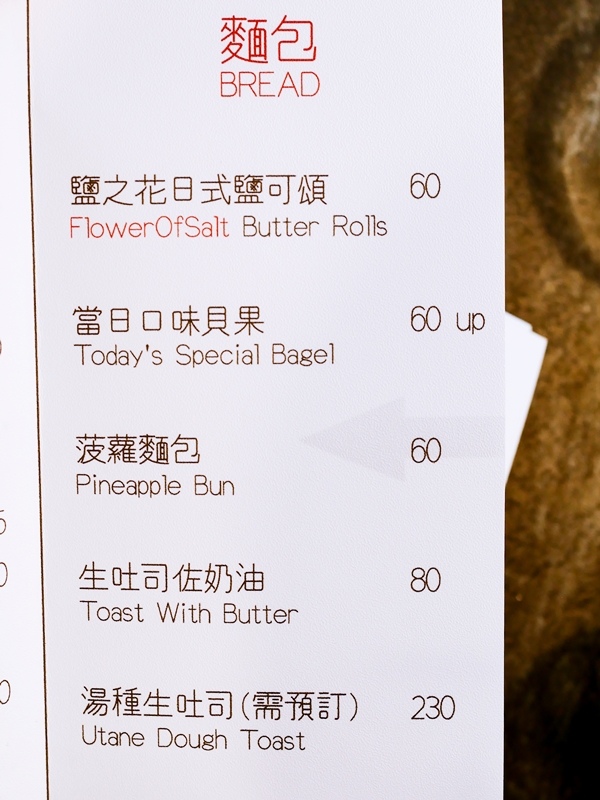 麵包
BREAD
鹽之花日式鹽可頌 60
FlowerOfSalt Butter Rolls
當日口味貝果 60 up
Today's Special Bagel
菠蘿麵包 60
Pineapple Bun
生吐司佐奶油 80
Toast With Butter
湯種生吐司(需預訂) 230
Utane Dough Toast